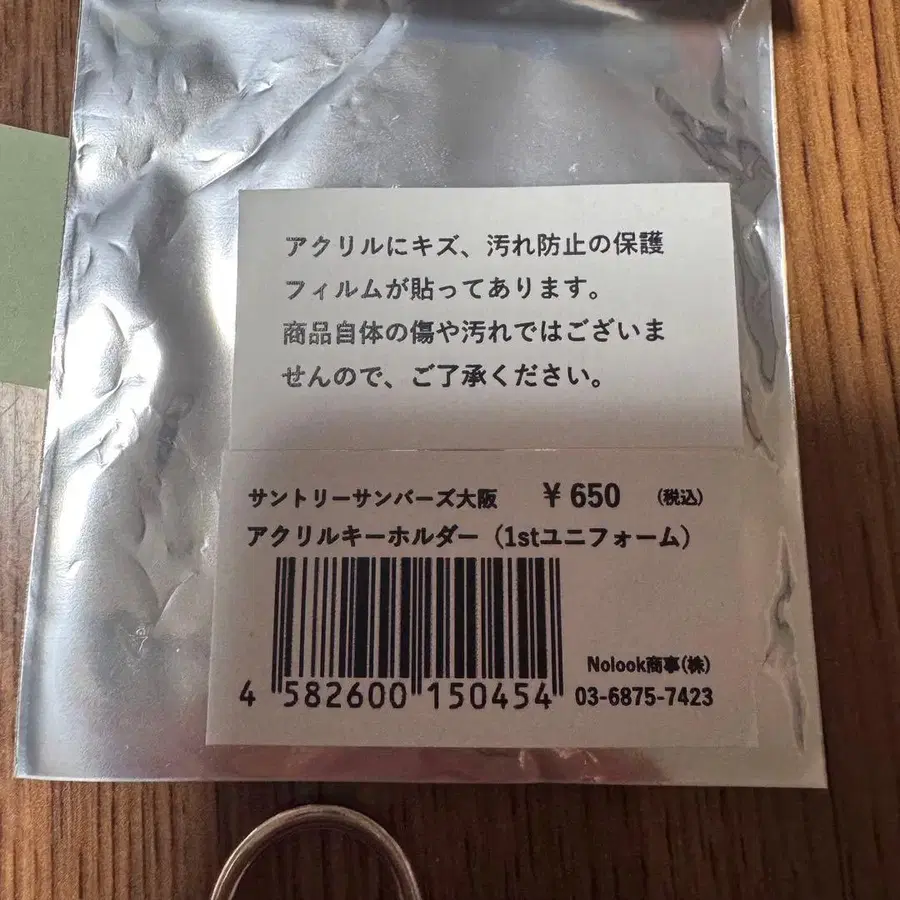 アクリルにキズ、汚れ防止の保護
フィルムが貼ってあります。
商品自体の傷や汚れではございま
せんので、ご了承ください。
サントリーサンバーズ大阪 ¥650 (税込)
アクリルキーホルダー（1stユニフォーム）
Nolook商事(株)
4 582600 150454 03-6875-7423